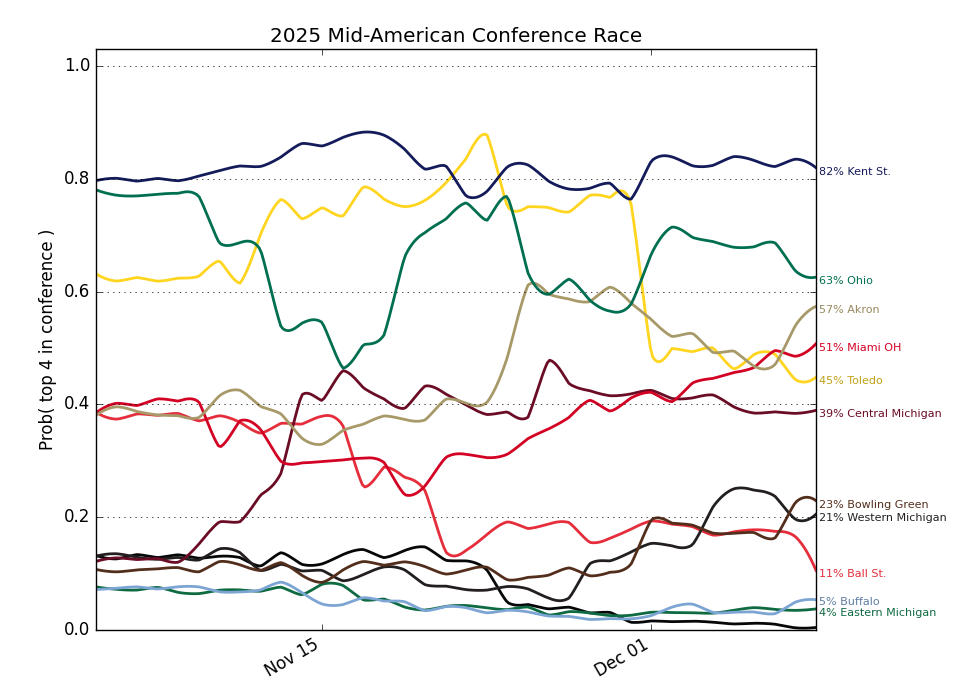 2025 Mid-American Conference Race
Prob( top 4 in conference )
1.0
0.8
0.6
0.4
0.2
0.0
Nov 15
Dec 01
82% Kent St.
63% Ohio
57% Akron
51% Miami OH
45% Toledo
39% Central Michigan
23% Bowling Green
21% Western Michigan
11% Ball St.
5% Buffalo
4% Eastern Michigan